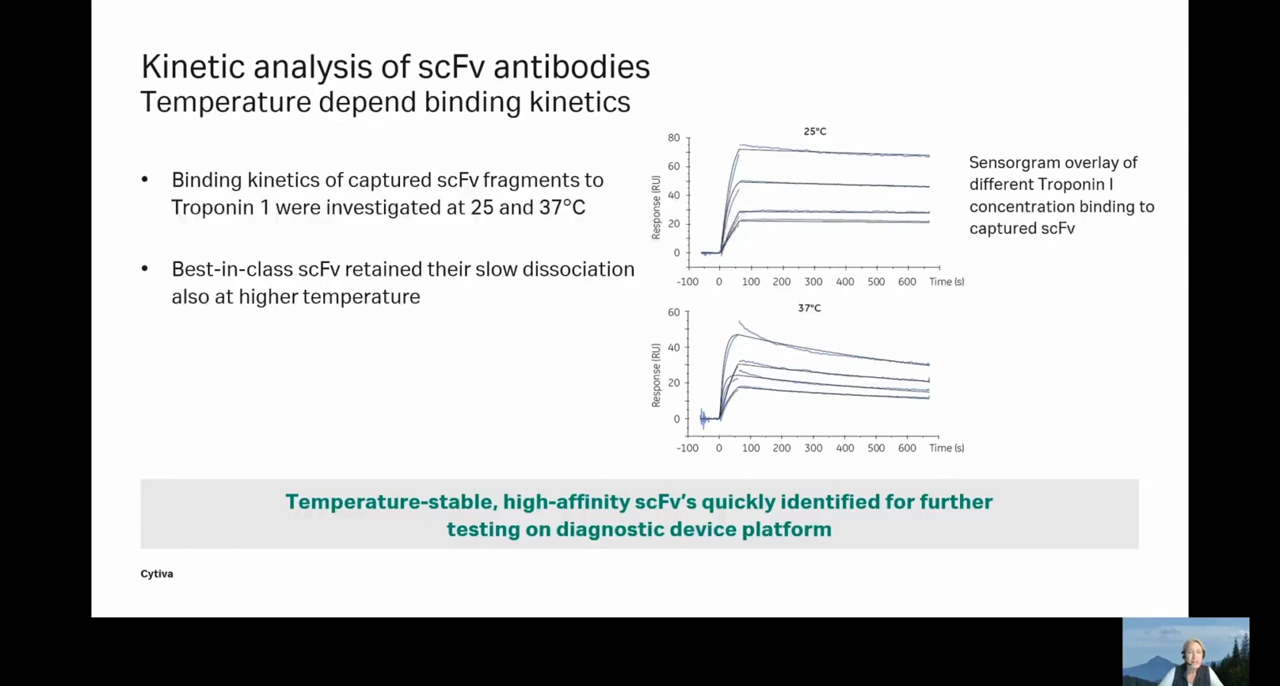 Kinetic analysis of scFv antibodies
Temperature depend binding kinetics
• Binding kinetics of captured scFv fragments to
Troponin 1 were investigated at 25 and 37°C
• Best-in-class scFv retained their slow dissociation
also at higher temperature
25°C
Response (RU)
80
60
40
20
0
-100 0 100 200 300 400 500 600 Time (s)
Sensorgram overlay of
different Troponin I
concentration binding to
captured scFv
37°C
Response (RU)
60
40
20
0
-100 0 100 200 300 400 500 600 Time (s)
Temperature-stable, high-affinity scFv's quickly identified for further
testing on diagnostic device platform
Cytiva